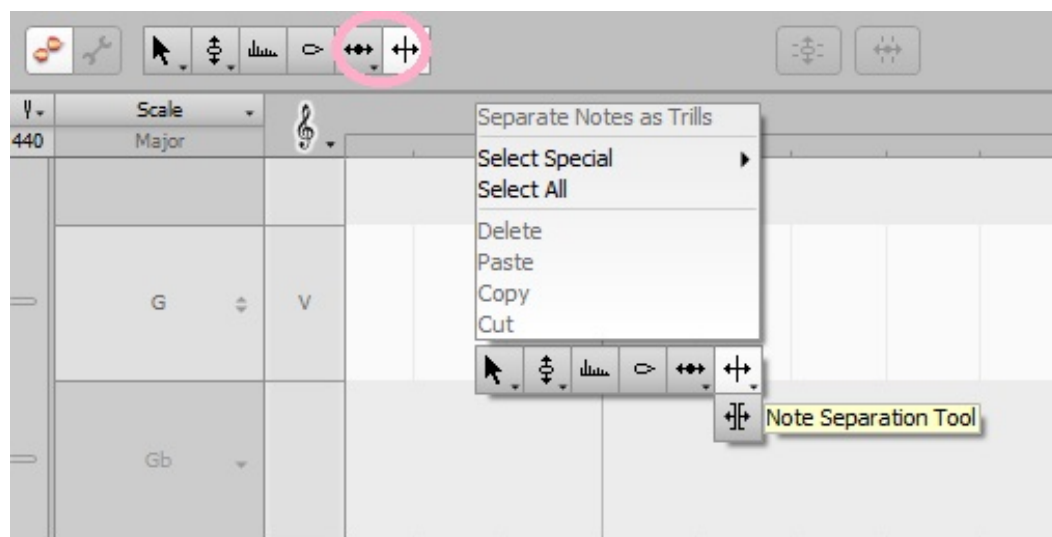 Scale
440
Major
Separate Notes as Trills
Select Special
Select All
Delete
Paste
Copy
Cut
G
V
Note Separation Tool
Gb